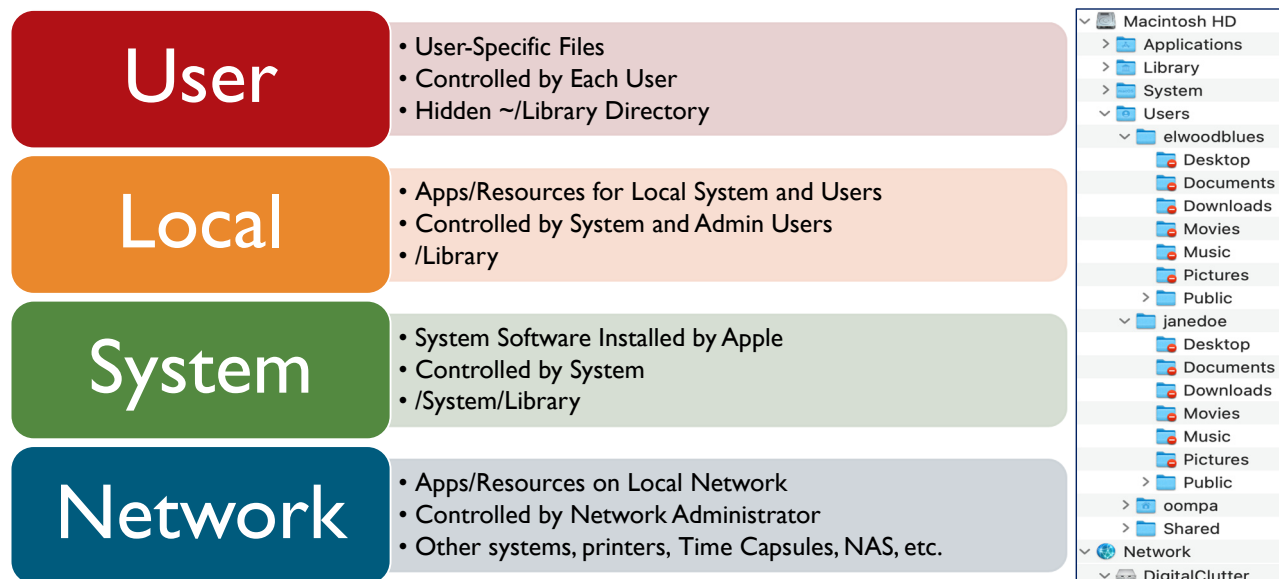 User
• User-Specific Files
• Controlled by Each User
• Hidden ~/Library Directory
Local
• Apps/Resources for Local System and Users
• Controlled by System and Admin Users
• /Library
System
• System Software Installed by Apple
• Controlled by System
• /System/Library
Network
• Apps/Resources on Local Network
• Controlled by Network Administrator
• Other systems, printers, Time Capsules, NAS, etc.
Macintosh HD
Applications
Library
System
Users
elwoodblues
Desktop
Documents
Downloads
Movies
Music
Pictures
Public
janedoe
Desktop
Documents
Downloads
Movies
Music
Pictures
Public
oompa
Shared
Network
DigitalClutter